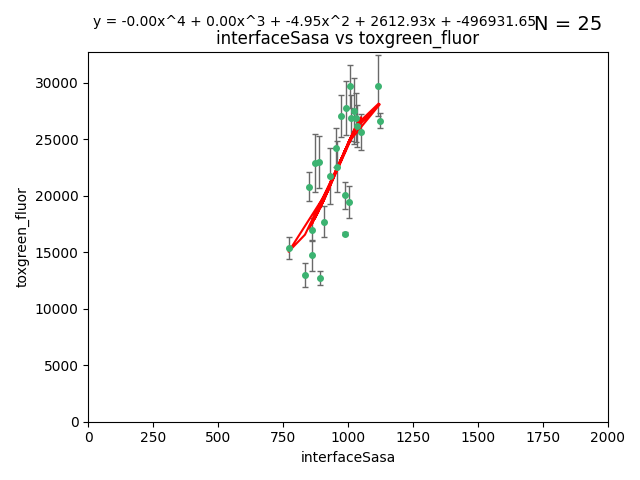 y = -0.00x^4 + 0.00x^3 + -4.95x^2 + 2612.93x + -496931.65
N = 25
interfaceSasa vs toxgreen_fluor
toxgreen_fluor
30000
25000
20000
15000
10000
5000
0
0 250 500 750 1000 1250 1500 1750 2000
interfaceSasa